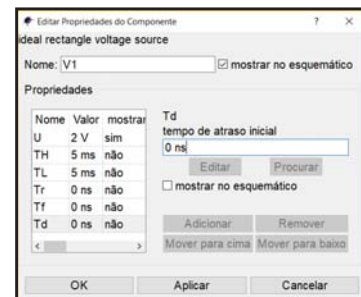 Editar Propriedades do Componente ? ×
ideal rectangle voltage source
Nome: V1 mostrar no esquemático
Propriedades
Nome Valor mostrar
U 2 V sim
TH 5 ms não
TL 5 ms não
Tr 0 ns não
Tf 0 ns não
Td 0 ns não
Td
tempo de atraso inicial
0 ns
Editar Procurar
mostrar no esquemático
Adicionar Remover
Mover para cima Mover para baixo
OK Aplicar Cancelar